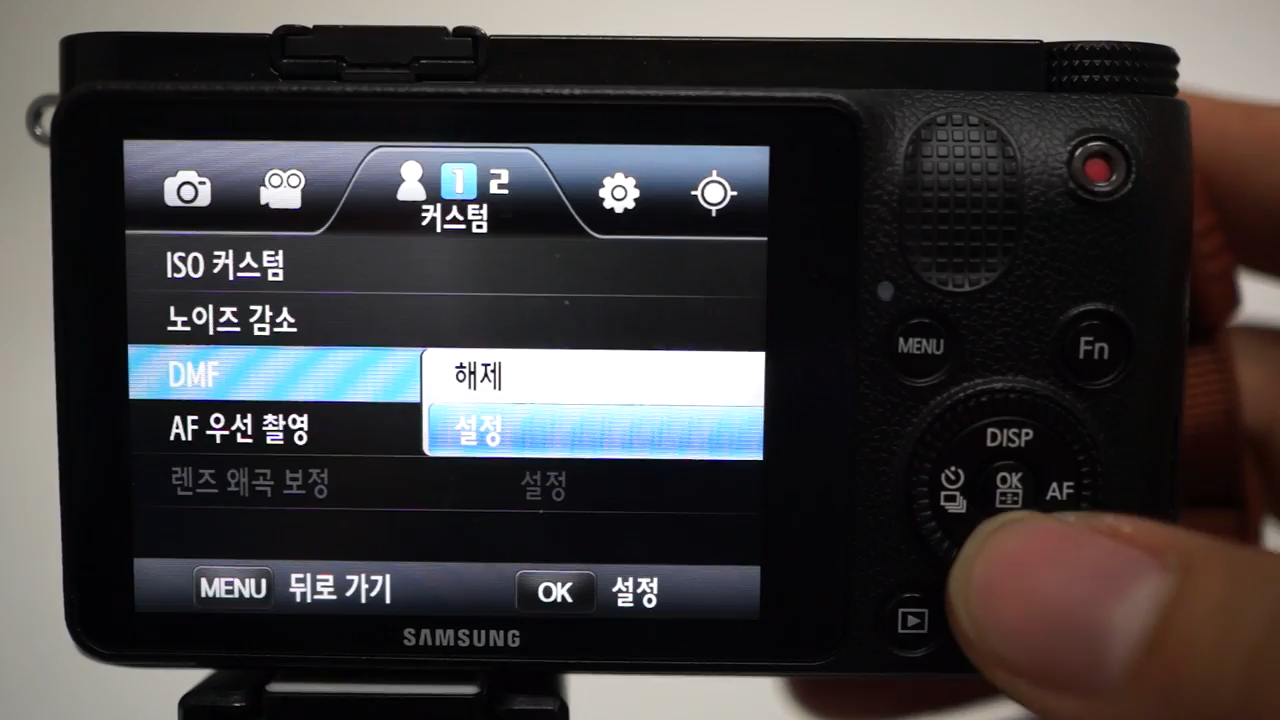 1 2
커스텀
ISO 커스텀
노이즈 감소
DMF 해제
AF 우선 촬영 설정
렌즈 왜곡 보정 설정
MENU 뒤로 가기 OK 설정
SAMSUNG
MENU Fn
DISP
OK AF